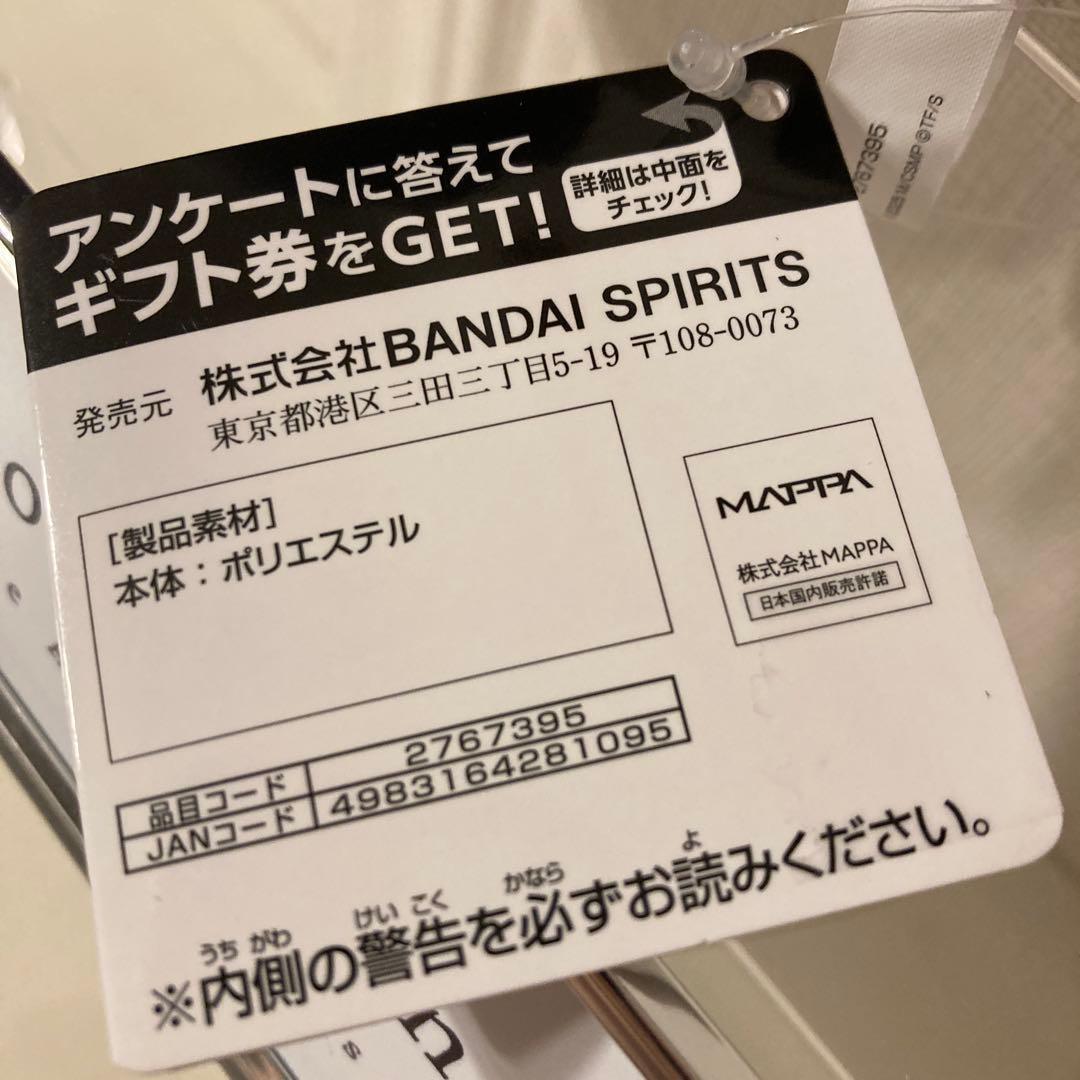 アンケートに答えて
ギフト券をGET!
詳細は中面を
チェック!
発売元 株式会社BANDAI SPIRITS
東京都港区三田三丁目5-19 〒108-0073
[製品素材]
本体:ポリエステル
MAPPA
株式会社MAPPA
日本国内販売許諾
品目コード 2767395
JANコード 4983164281095
うち がわ けい こく かなら よ
※内側の警告を必ずお読みください。
2767395
©TF/S